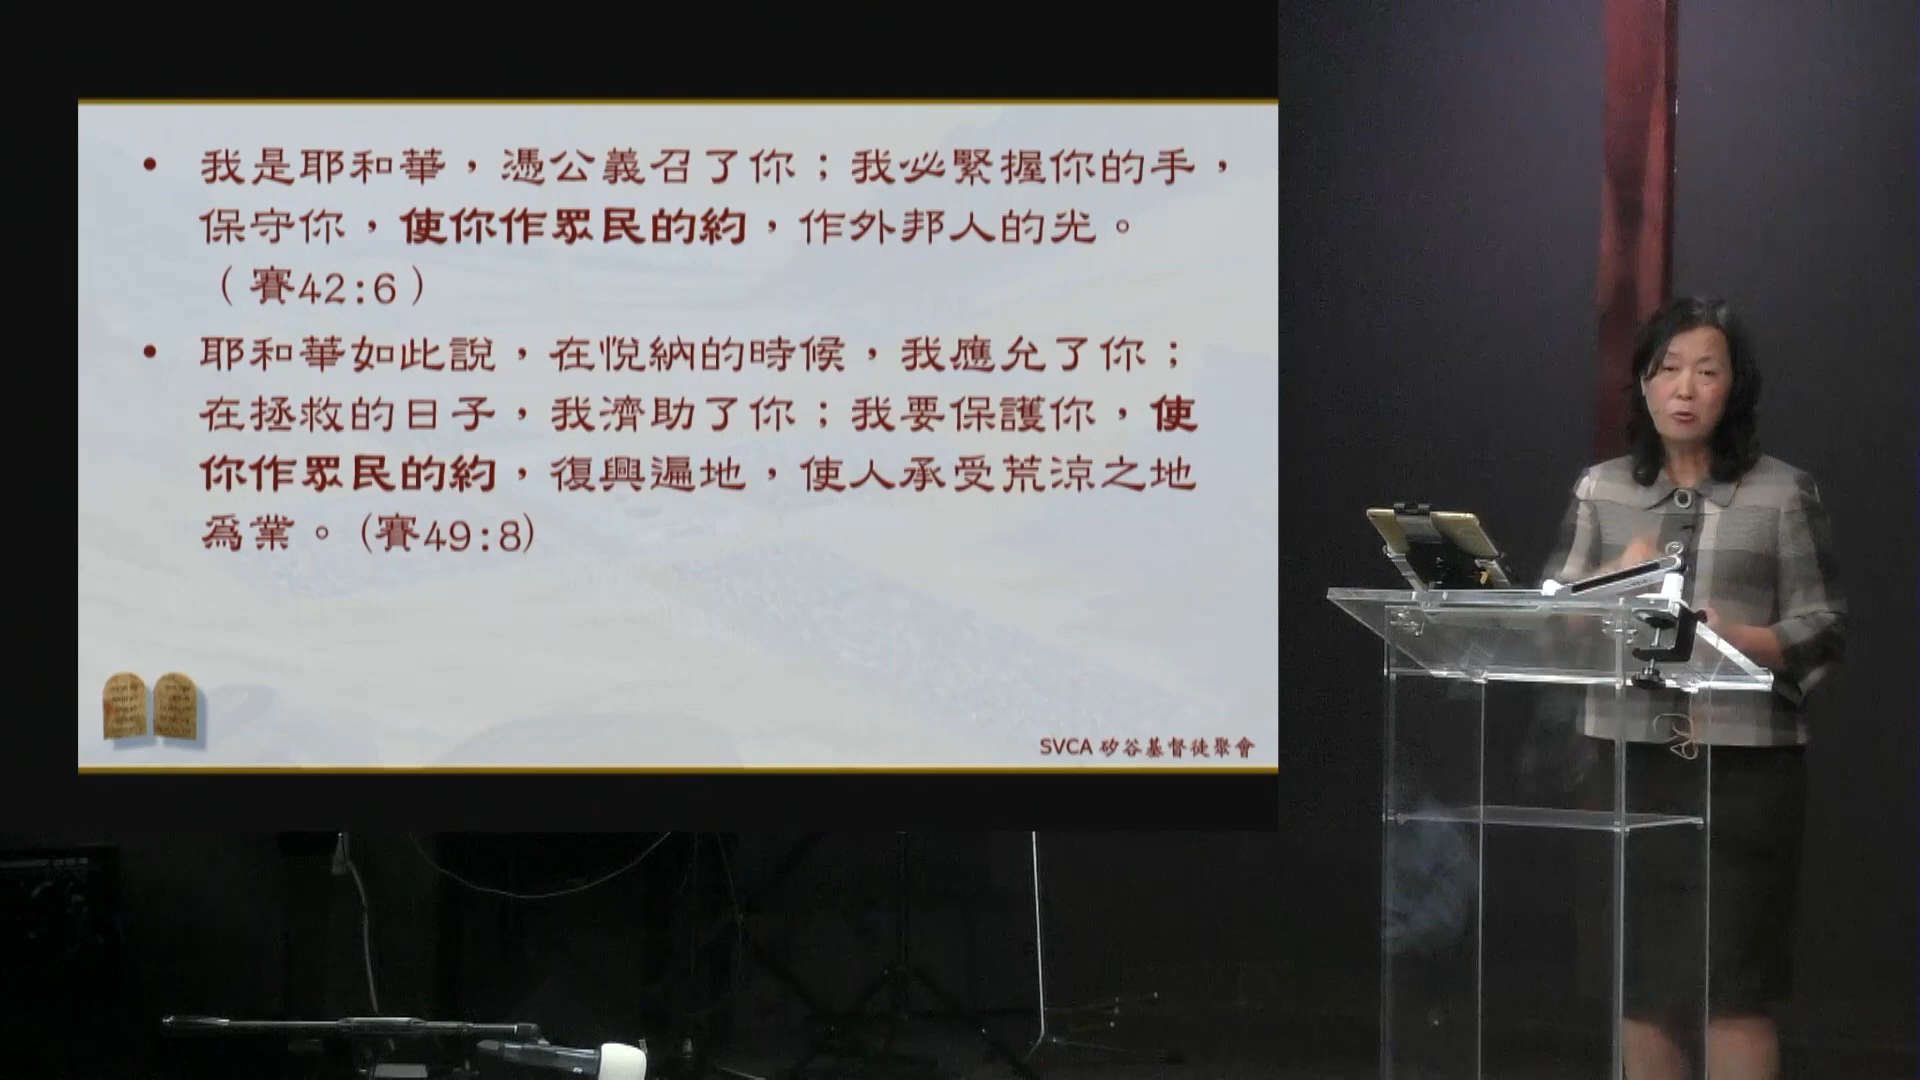 • 我是耶和華，憑公義召了你；我必緊握你的手，
保守你，使你作眾民的約，作外邦人的光。
（賽42:6）
• 耶和華如此說，在悅納的時候，我應允了你；
在拯救的日子，我濟助了你；我要保護你，使
你作眾民的約，復興遍地，使人承受荒涼之地
為業。(賽49:8)
SVCA 矽谷基督徒聚會